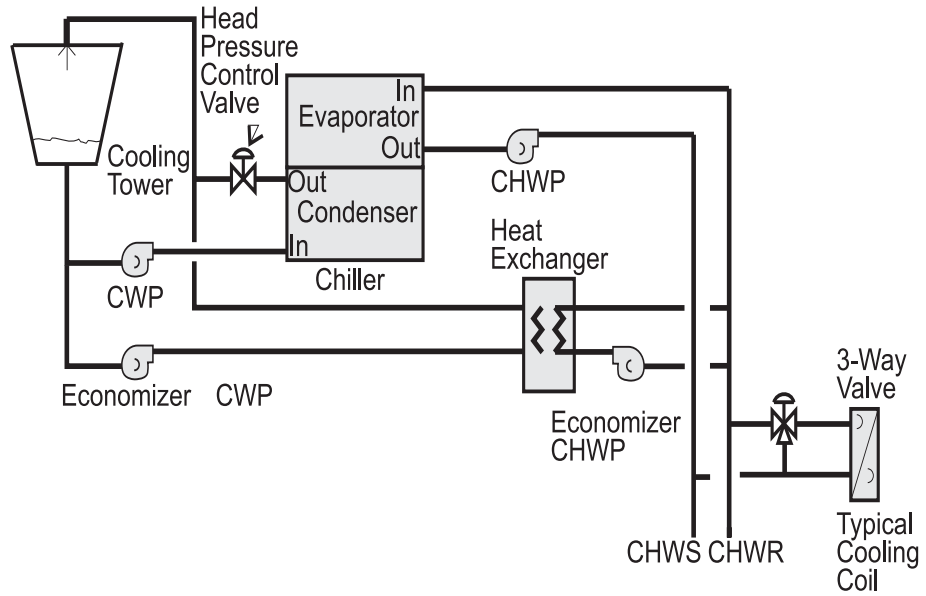 Head
Pressure
Control
Valve
Cooling
Tower
In
Evaporator
Out
Out
Condenser
In
Chiller
CHWP
CWP
Heat
Exchanger
Economizer CWP
Economizer
CHWP
3-Way
Valve
CHWS CHWR
Typical
Cooling
Coil